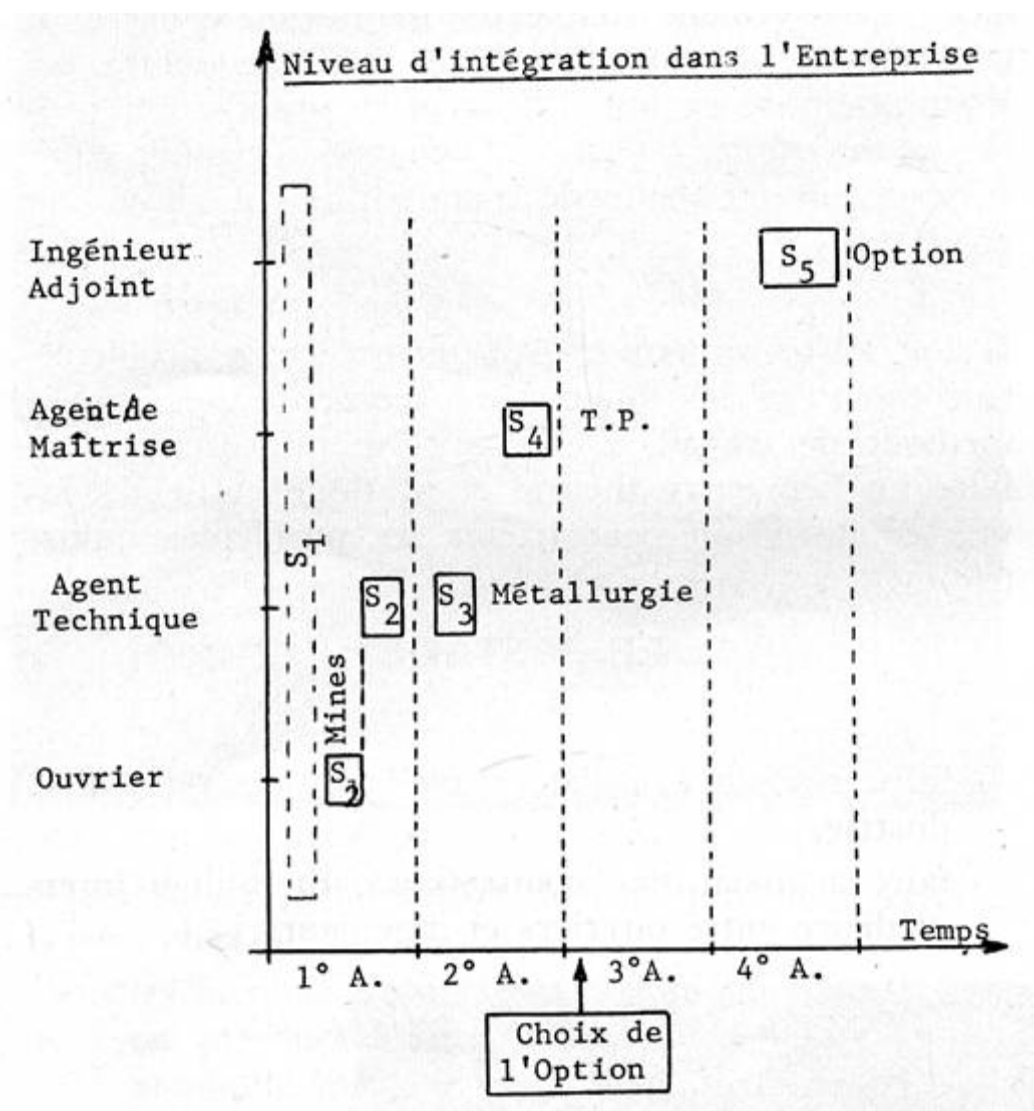 Niveau d'intégration dans l'Entreprise
Ingénieur
Adjoint
S5
Option
Agent de
Maîtrise
S4
T.P.
S1
Agent
Technique
S2
S3
Métallurgie
Mines
Ouvrier
S2
Temps
1° A.
2° A.
3°A.
4° A.
Choix de
l'Option